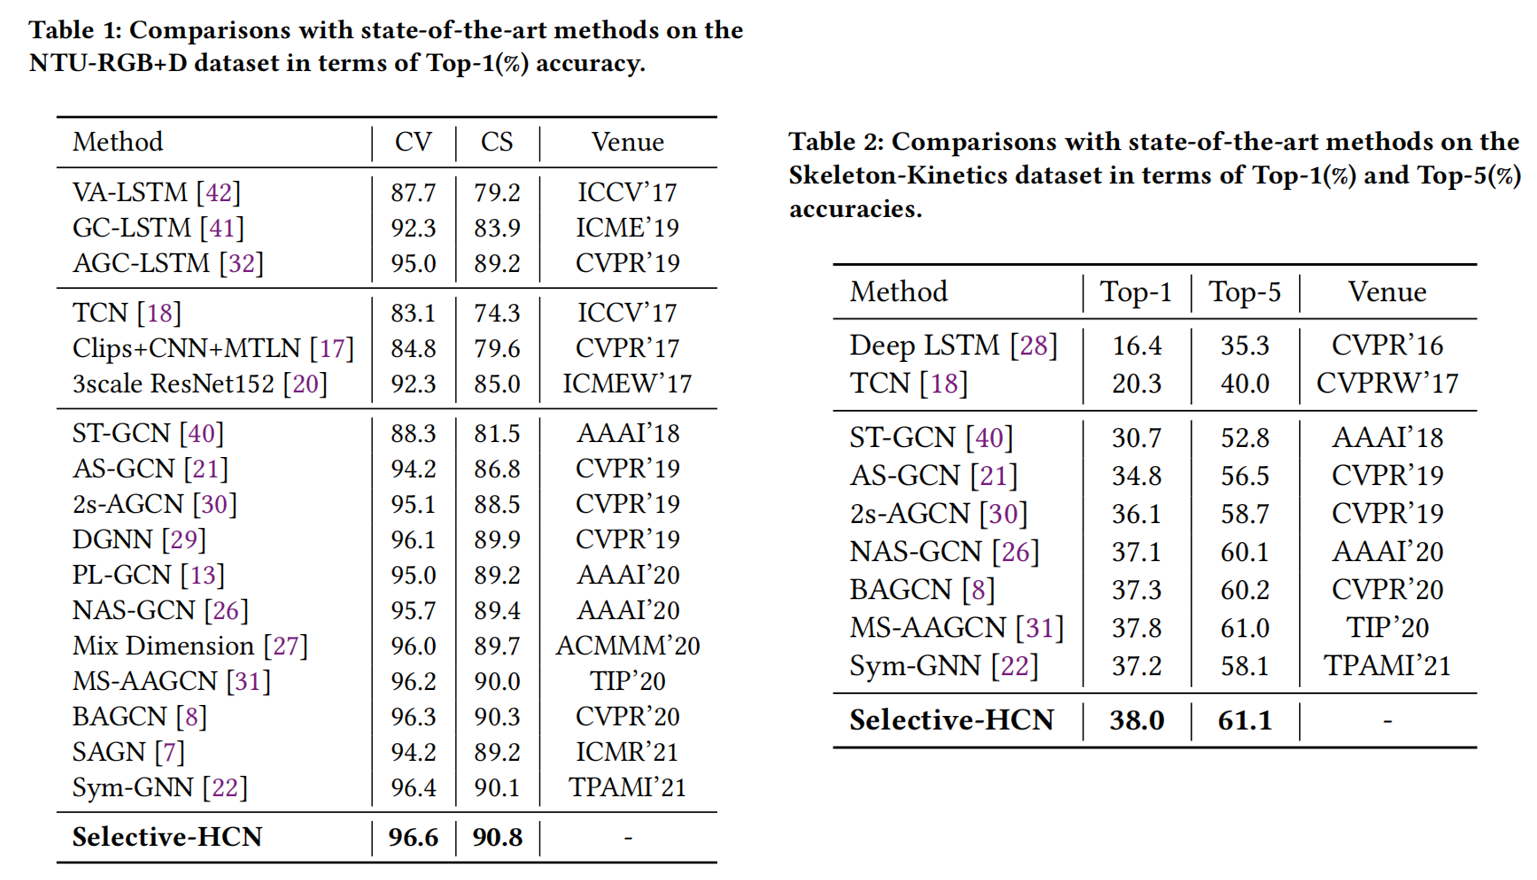 Table 1: Comparisons with state-of-the-art methods on the
NTU-RGB+D dataset in terms of Top-1(%) accuracy.
Method CV CS Venue
VA-LSTM [42] 87.7 79.2 ICCV’17
GC-LSTM [41] 92.3 83.9 ICME’19
AGC-LSTM [32] 95.0 89.2 CVPR’19
TCN [18] 83.1 74.3 ICCV’17
Clips+CNN+MTLN [17] 84.8 79.6 CVPR’17
3scale ResNet152 [20] 92.3 85.0 ICMEW’17
ST-GCN [40] 88.3 81.5 AAAI’18
AS-GCN [21] 94.2 86.8 CVPR’19
2s-AGCN [30] 95.1 88.5 CVPR’19
DGNN [29] 96.1 89.9 CVPR’19
PL-GCN [13] 95.0 89.2 AAAI’20
NAS-GCN [26] 95.7 89.4 AAAI’20
Mix Dimension [27] 96.0 89.7 ACMMM’20
MS-AAGCN [31] 96.2 90.0 TIP’20
BAGCN [8] 96.3 90.3 CVPR’20
SAGN [7] 94.2 89.2 ICMR’21
Sym-GNN [22] 96.4 90.1 TPAMI’21
Selective-HCN 96.6 90.8 -
Table 2: Comparisons with state-of-the-art methods on the
Skeleton-Kinetics dataset in terms of Top-1(%) and Top-5(%)
accuracies.
Method Top-1 Top-5 Venue
Deep LSTM [28] 16.4 35.3 CVPR’16
TCN [18] 20.3 40.0 CVPRW’17
ST-GCN [40] 30.7 52.8 AAAI’18
AS-GCN [21] 34.8 56.5 CVPR’19
2s-AGCN [30] 36.1 58.7 CVPR’19
NAS-GCN [26] 37.1 60.1 AAAI’20
BAGCN [8] 37.3 60.2 CVPR’20
MS-AAGCN [31] 37.8 61.0 TIP’20
Sym-GNN [22] 37.2 58.1 TPAMI’21
Selective-HCN 38.0 61.1 -